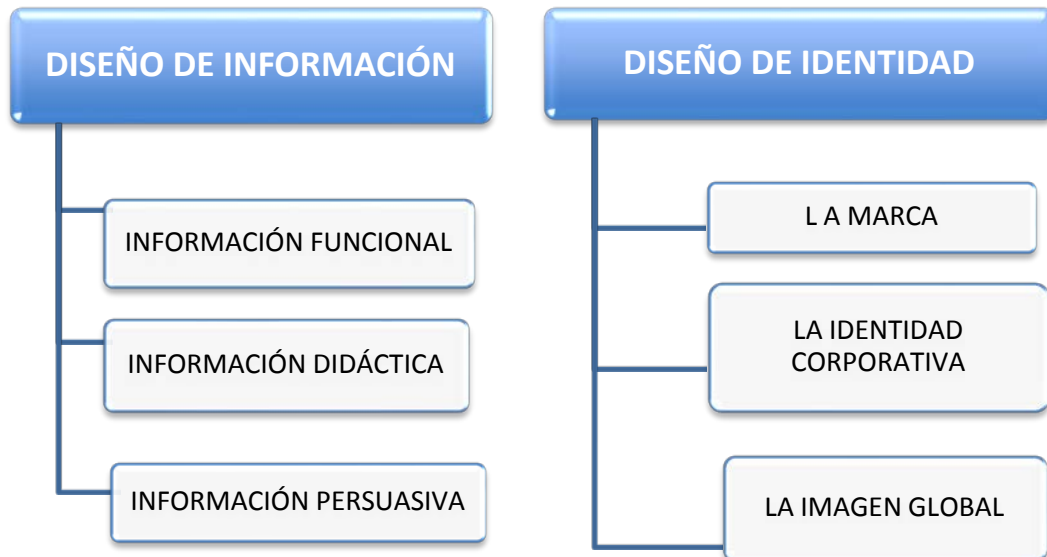 DISEÑO DE INFORMACIÓN
INFORMACIÓN FUNCIONAL
INFORMACIÓN DIDÁCTICA
INFORMACIÓN PERSUASIVA
DISEÑO DE IDENTIDAD
L A MARCA
LA IDENTIDAD
CORPORATIVA
LA IMAGEN GLOBAL